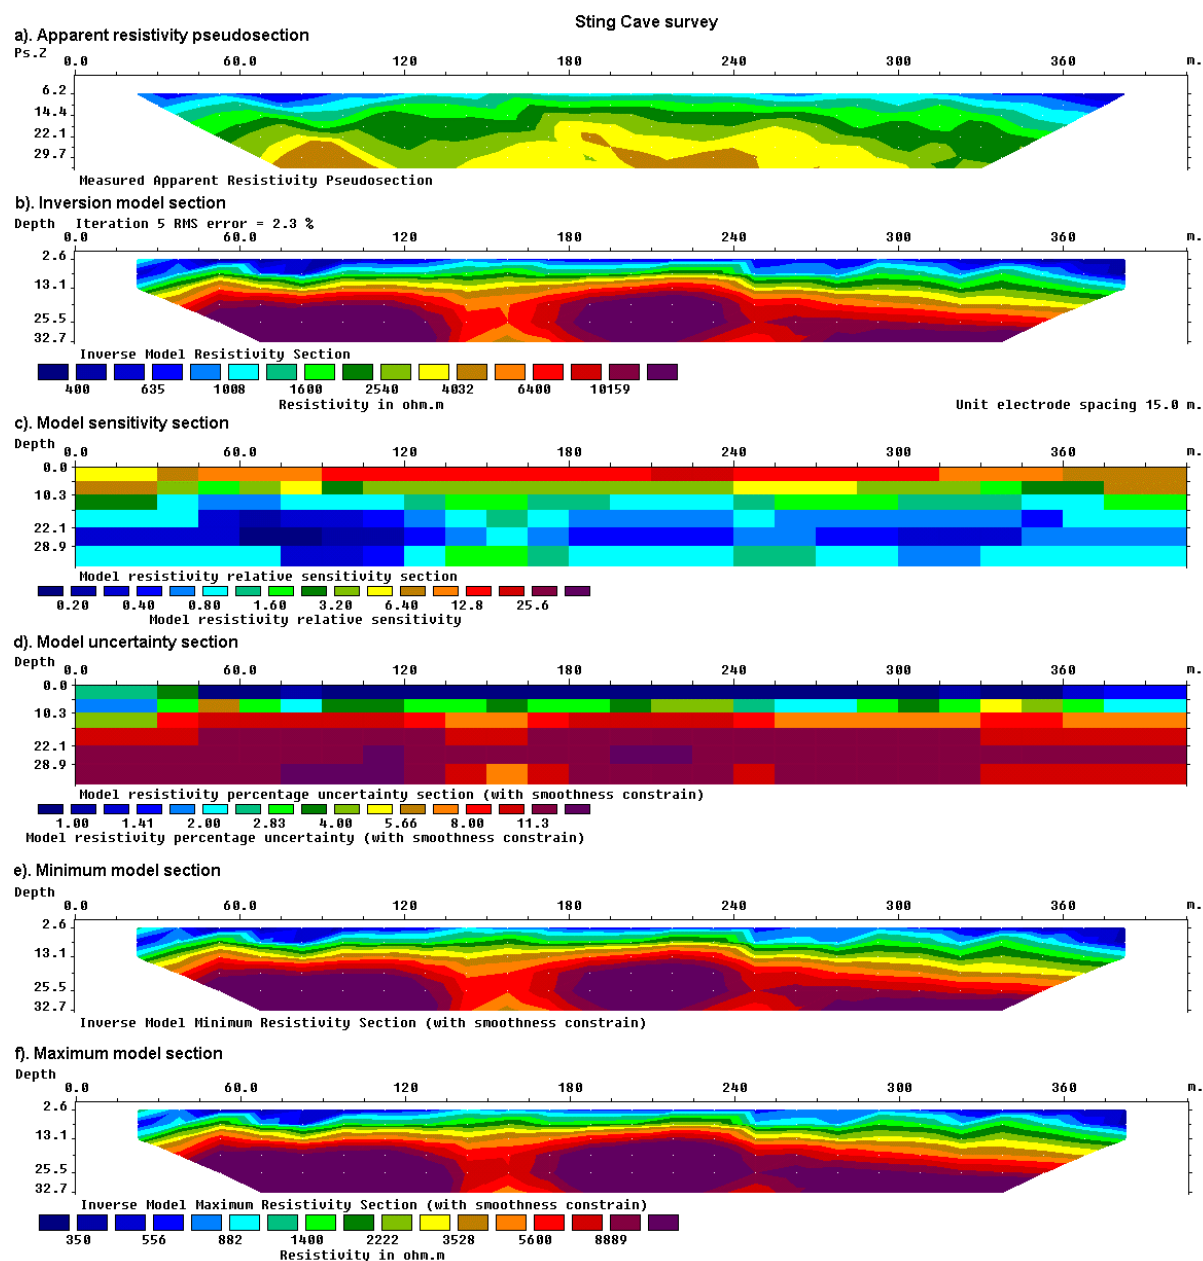 Sting Cave survey
a). Apparent resistivity pseudosection
Ps.Z 0.0 60.0 120 180 240 300 360 m.
6.2
14.4
22.1
29.7
Measured Apparent Resistivity Pseudosection
b). Inversion model section
Depth Iteration 5 RMS error = 2.3 %
0.0 60.0 120 180 240 300 360 m.
2.6
13.1
25.5
32.7
Inverse Model Resistivity Section
400 635 1008 1600 2540 4032 6400 10159
Resistivity in ohm.m
Unit electrode spacing 15.0 m.
c). Model sensitivity section
Depth
0.0 60.0 120 180 240 300 360 m.
0.0
10.3
22.1
28.9
Model resistivity relative sensitivity section
0.20 0.40 0.80 1.60 3.20 6.40 12.8 25.6
Model resistivity relative sensitivity
d). Model uncertainty section
Depth 0.0 60.0 120 180 240 300 360 m.
0.0
10.3
22.1
28.9
Model resistivity percentage uncertainty section (with smoothness constrain)
1.00 1.41 2.00 2.83 4.00 5.66 8.00 11.3
Model resistivity percentage uncertainty (with smoothness constrain)
e). Minimum model section
Depth
0.0 60.0 120 180 240 300 360 m.
2.6
13.1
25.5
32.7
Inverse Model Minimum Resistivity Section (with smoothness constrain)
f). Maximum model section
Depth
0.0 60.0 120 180 240 300 360 m.
2.6
13.1
25.5
32.7
Inverse Model Maximum Resistivity Section (with smoothness constrain)
350 556 882 1400 2222 3528 5600 8889
Resistivity in ohm.m